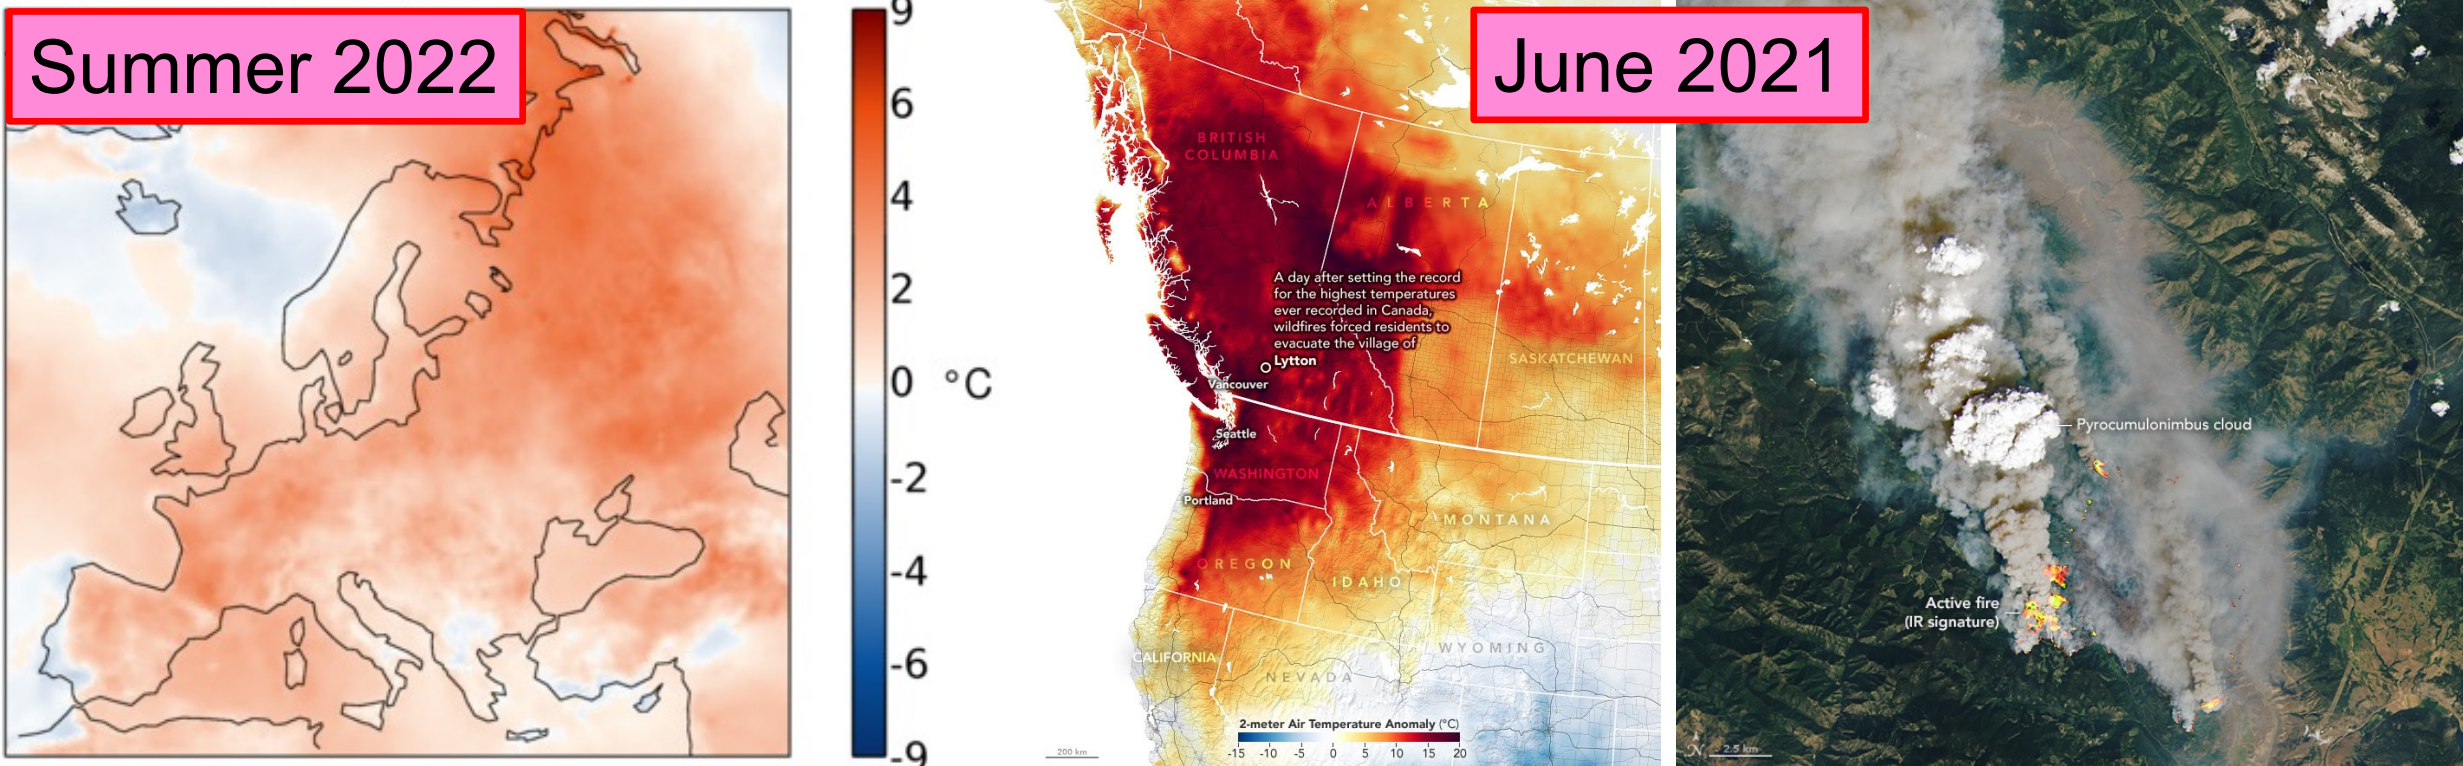 Summer 2022
9
6
4
2
0
-2
-4
-6
-9
°C
June 2021
BRITISH
COLUMBIA
ALBERTA
A day after setting the record
for the highest temperatures
ever recorded in Canada,
wildfires forced residents to
evacuate the village of
Lytton
SASKATCHEWAN
Vancouver
Seattle
WASHINGTON
Portland
MONTANA
OREGON
IDAHO
WYOMING
CALIFORNIA
NEVADA
2-meter Air Temperature Anomaly (°C)
-15 -10 -5 0 5 10 15 20
200 km
Pyrocumulonimbus cloud
Active fire
(IR signature)
N
2.5 km